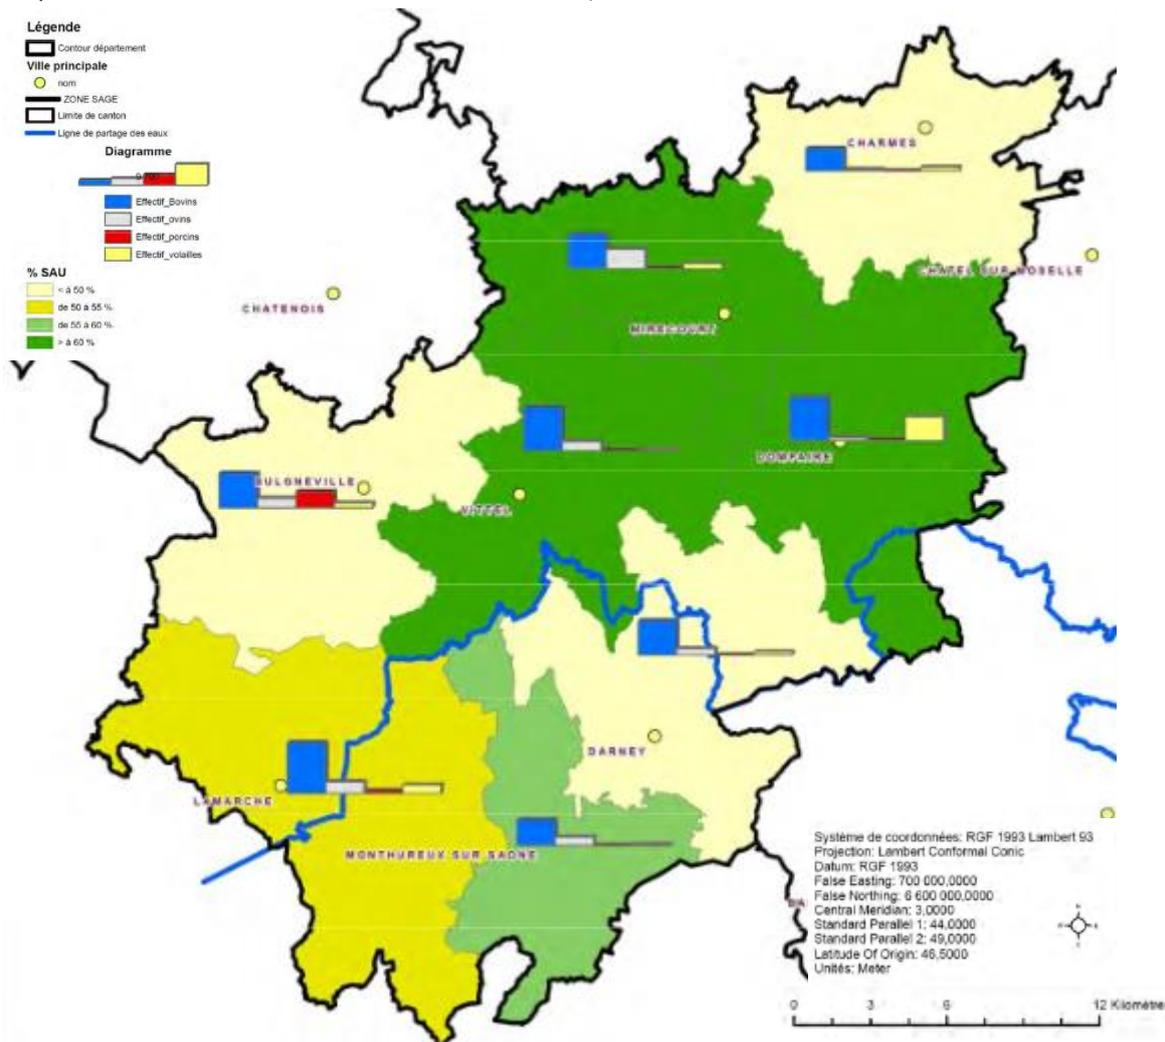 Légende
Contour département
Ville principale
nom
ZONE SAGE
Limite de canton
Ligne de partage des eaux
Diagramme
Effectif_Bovins
Effectif_ovins
Effectif_porcins
Effectif_volailles
% SAU
< à 50 %
de 50 à 55 %
de 55 à 60 %
> à 60 %
CHARMES
CHATEL SUR MOSELLE
CHATENOIS
MIRECOURT
DOMPAIRE
BULGNEVILLE
VITTEL
DARNEY
LAMARCHE
MONTHUREUX SUR SAONE
Système de coordonnées: RGF 1993 Lambert 93
Projection: Lambert Conformal Conic
Datum: RGF 1993
False Easting: 700 000,0000
False Northing: 6 600 000,0000
Central Meridian: 3,0000
Standard Parallel 1: 44,0000
Standard Parallel 2: 49,0000
Latitude Of Origin: 46,5000
Unités: Meter
0 3 6 12 Kilomètre